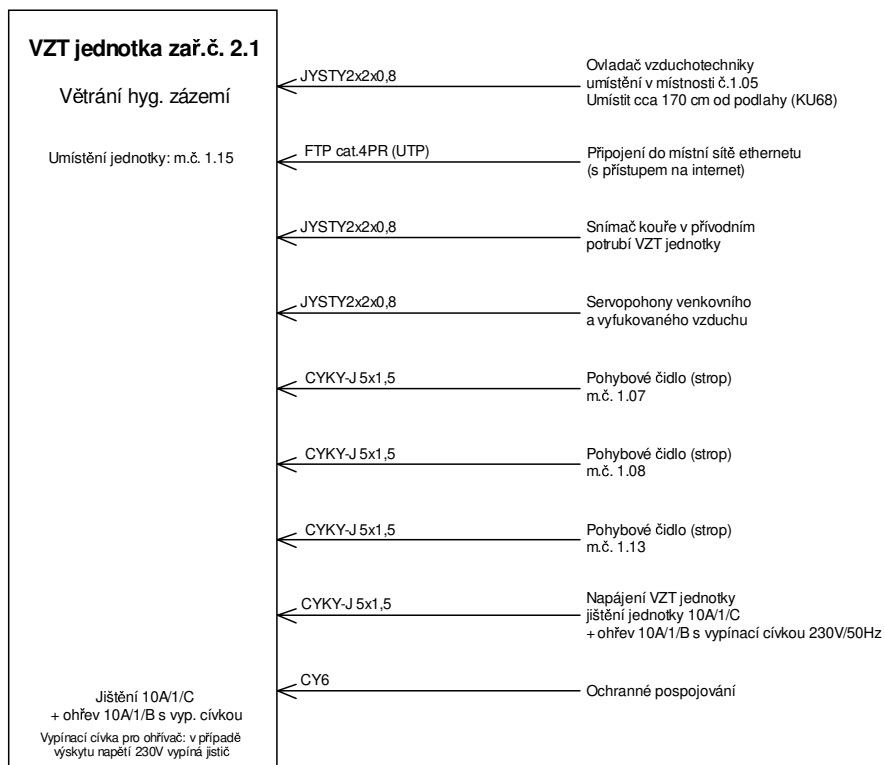 VZT jednotka zař.č. 2.1
Větrání hyg. zázemí
Umístění jednotky: m.č. 1.15
JYSTY2x2x0,8
Ovladač vzduchotechniky
umístění v místnosti č.1.05
Umístit cca 170 cm od podlahy (KU68)
FTP cat.4PR (UTP)
Připojení do místní sítě ethernetu
(s přístupem na internet)
JYSTY2x2x0,8
Snímač kouře v přívodním
potrubí VZT jednotky
JYSTY2x2x0,8
Servopohony venkovního
a vyfukovaného vzduchu
CYKY-J 5x1,5
Pohybové čidlo (strop)
m.č. 1.07
CYKY-J 5x1,5
Pohybové čidlo (strop)
m.č. 1.08
CYKY-J 5x1,5
Pohybové čidlo (strop)
m.č. 1.13
CYKY-J 5x1,5
Napájení VZT jednotky
jištění jednotky 10A/1/C
+ ohřev 10A/1/B s vypínací cívkou 230V/50Hz
CY6
Ochranné pospojování
Jištění 10A/1/C
+ ohřev 10A/1/B s vyp. cívkou
Vypínací cívka pro ohřívač: v případě
výskytu napětí 230V vypíná jistič